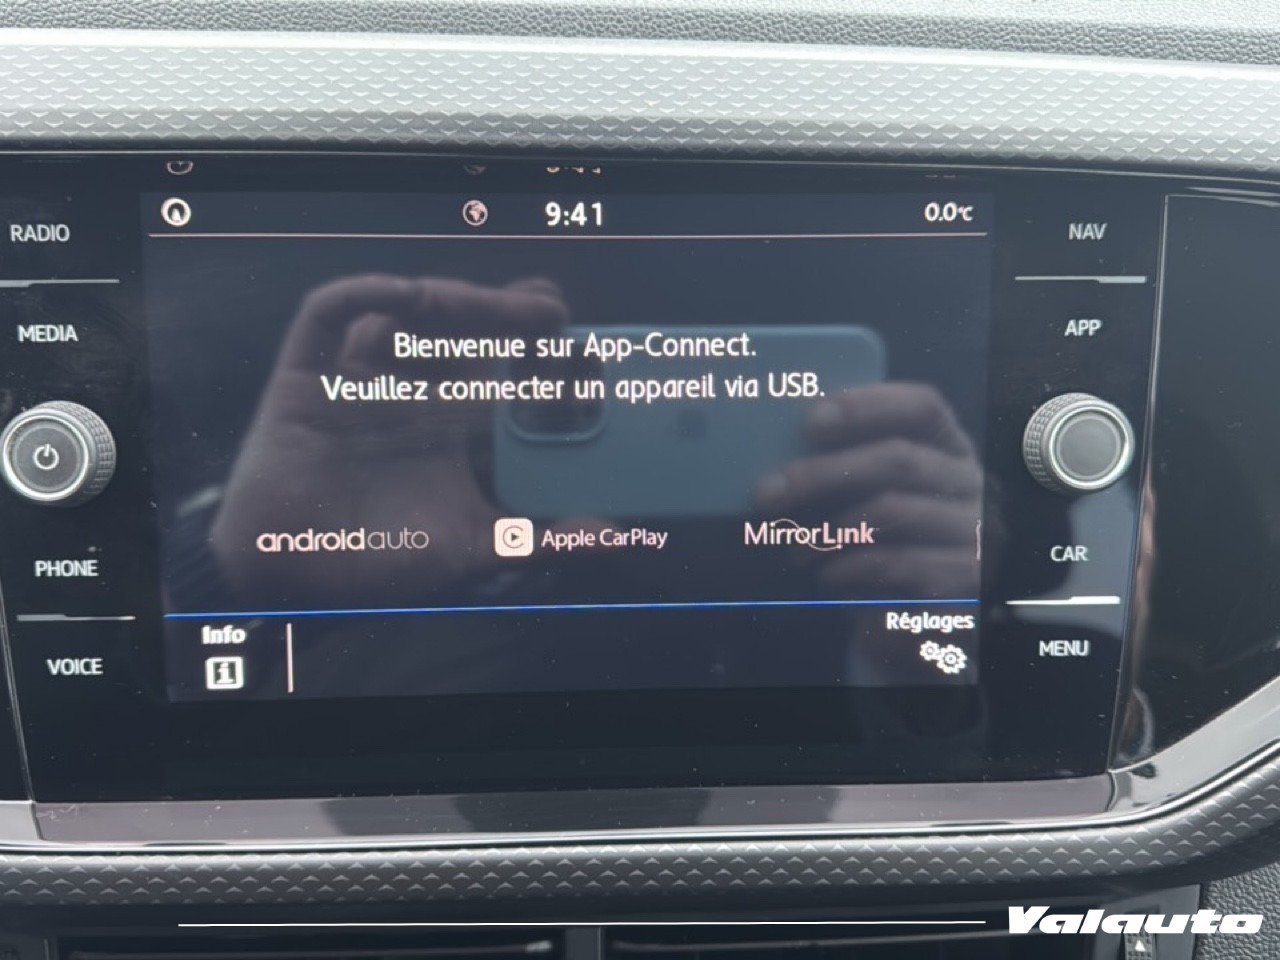 RADIO
MEDIA
PHONE
VOICE
9:41
0.0°C
Bienvenue sur App-Connect.
Veuillez connecter un appareil via USB.
androidauto
Apple CarPlay
MirrorLink
Info
Réglages
NAV
APP
CAR
MENU
Valauto